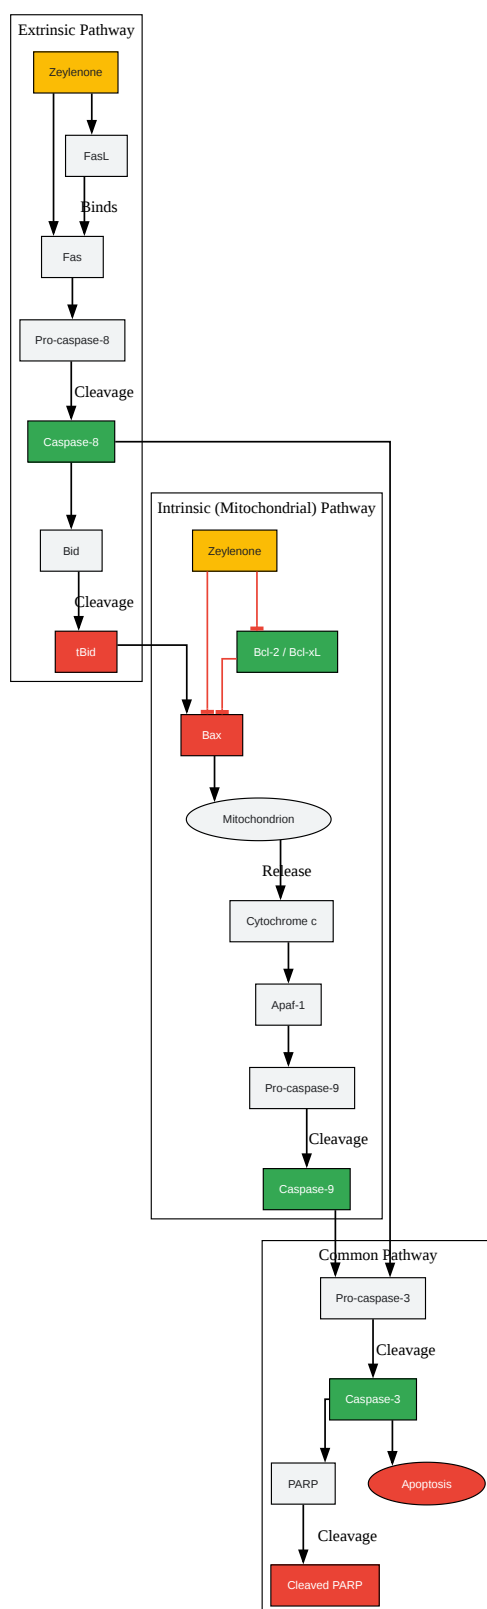 Extrinsic Pathway
Zeylenone
FasL
Binds
Fas
Pro-caspase-8
Cleavage
Caspase-8
Bid
Cleavage
tBid
Intrinsic (Mitochondrial) Pathway
Zeylenone
Bcl-2 / Bcl-xL
Bax
Mitochondrion
Release
Cytochrome c
Apaf-1
Pro-caspase-9
Cleavage
Caspase-9
Common Pathway
Pro-caspase-3
Cleavage
Caspase-3
PARP
Apoptosis
Cleavage
Cleaved PARP